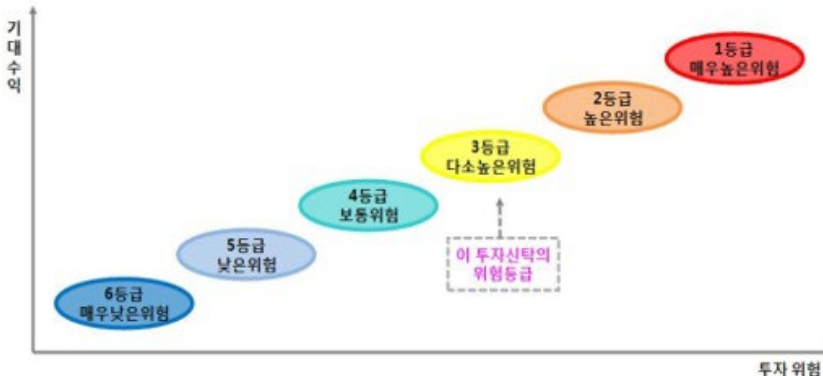 기대수익
1등급
매우높은위험
2등급
높은위험
3등급
다소높은위험
4등급
보통위험
이 투자신탁의
위험등급
5등급
낮은위험
6등급
매우낮은위험
투자 위험